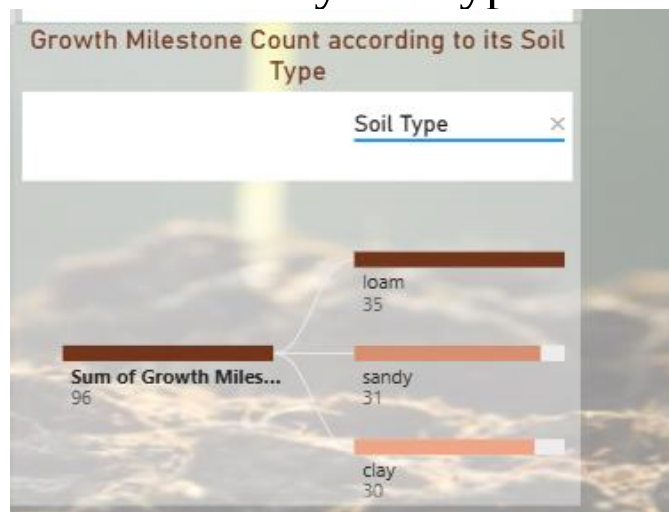 Growth Milestone Count according to its Soil
Type
Soil Type ×
loam
35
Sum of Growth Miles...
96
sandy
31
clay
30